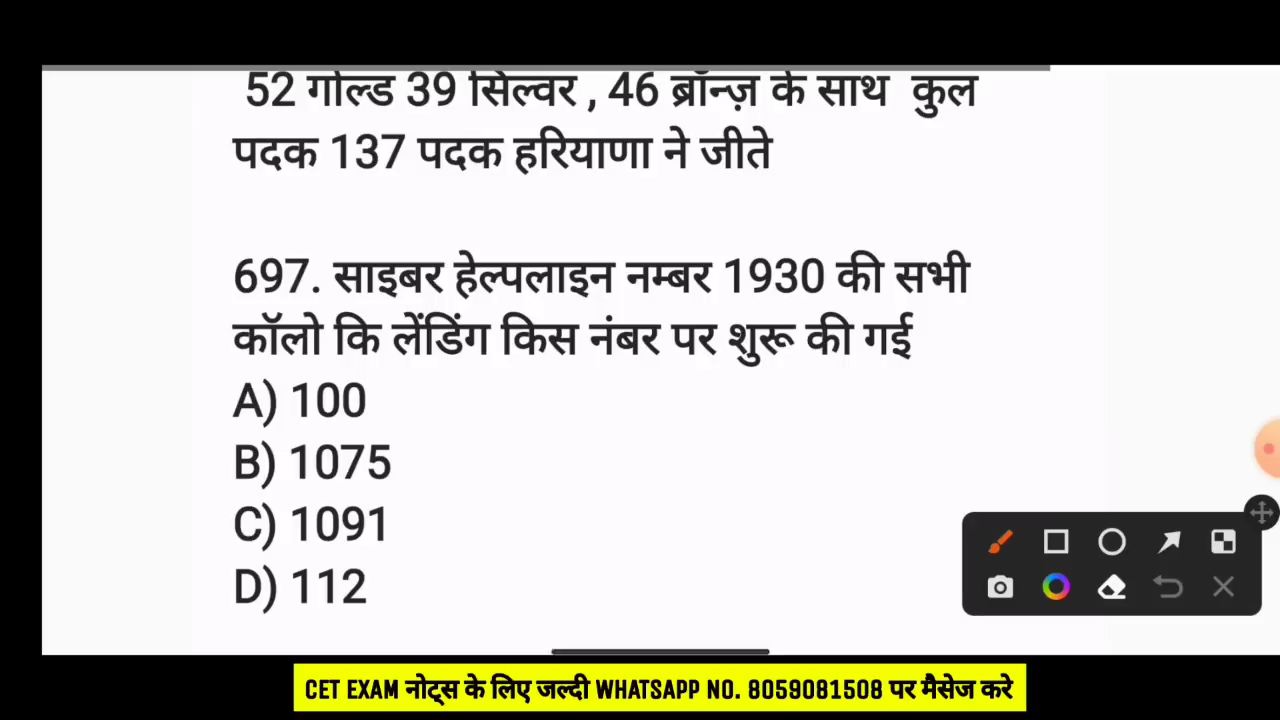 52 गोल्ड 39 सिल्वर , 46 ब्रॉन्ज़ के साथ कुल
पदक 137 पदक हरियाणा ने जीते
697. साइबर हेल्पलाइन नम्बर 1930 की सभी
कॉलो कि लेंडिंग किस नंबर पर शुरू की गई
A) 100
B) 1075
C) 1091
D) 112
CET EXAM नोट्स के लिए जल्दी WHATSAPP NO. 8059081508 पर मैसेज करे